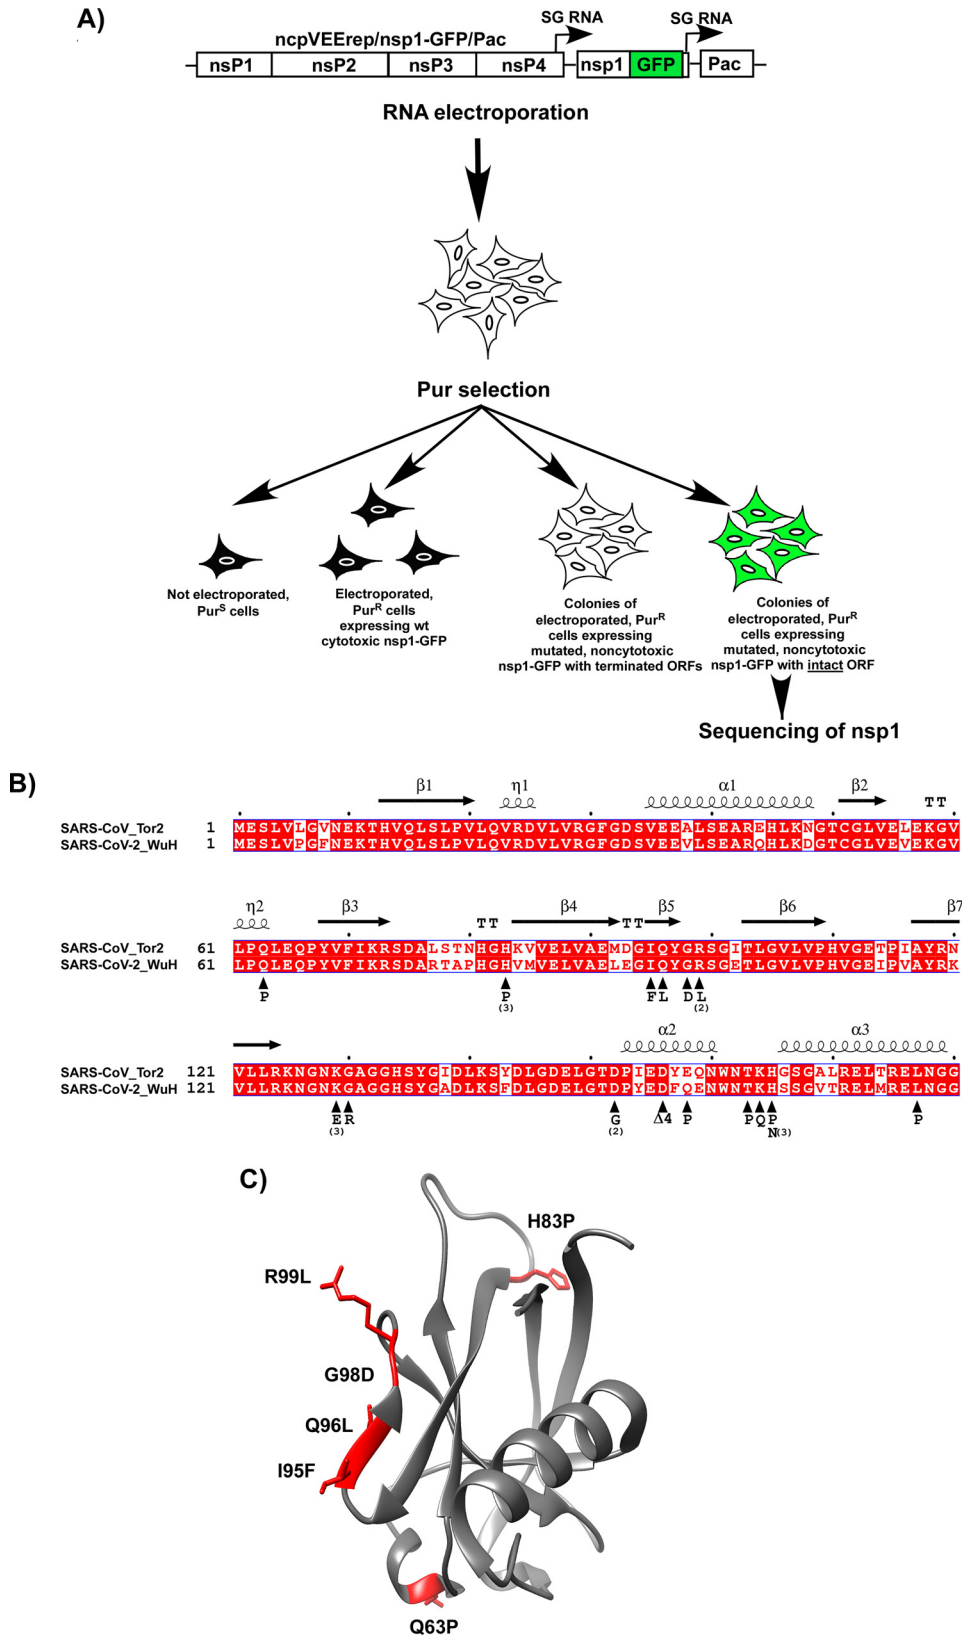 A)
SG RNA
SG RNA
ncpVEErep/nsp1-GFP/Pac
nsP1 nsP2 nsP3 nsP4 nsp1 GFP Pac
RNA electroporation
Pur selection
Not electroporated,
PurS cells
Electroporated,
PurR cells
expressing wt
cytotoxic nsp1-GFP
Colonies of
electroporated, PurR
cells expressing
mutated, noncytotoxic
nsp1-GFP with terminated ORFs
Colonies of
electroporated, PurR
cells expressing
mutated, noncytotoxic
nsp1-GFP with intact ORF
Sequencing of nsp1
B)
β1 η1 α1 β2 TT
SARS-CoV_Tor2 1 MESLVLGVNEKTHVQLSLPVLQVRDVLVRGFGDSVEEALSEAREHLKNGTCGLVELEKGV
SARS-CoV-2_WuH 1 MESLVPGFNEKTHVQLSLPVLQVRDVLVRGFGDSVEEVLSEARQHLKDGTCGLVEVEKGV
η2 β3 TT β4 TT β5 β6 β7
SARS-CoV_Tor2 61 LPQLEQPYVFIKRSDALSTNHGHKVVELVAEMDGIQYGRSGITLGVLVPHVGETPIAYRN
SARS-CoV-2_WuH 61 LPQLEQPYVFIKRSDARTAPHGHVMVELVAELEGIQYGRSGETLGVLVPHVGEIPVAYRK
P P F L D L
(3) (2)
α2 α3
SARS-CoV_Tor2 121 VLLRKNGNKGAGGHSYGIDLKSYDLGDELGTDPIEDYEQNWNTKHGSGALRELTRELNGG
SARS-CoV-2_WuH 121 VLLRKNGNKGAGGHSYGADLKSFDLGDELGTDPYEDFQENWNTKHSSGVTRELMRELNGG
E R G Δ4 P P Q P P
(3) (2) N(3)
C)
H83P
R99L
G98D
Q96L
I95F
Q63P